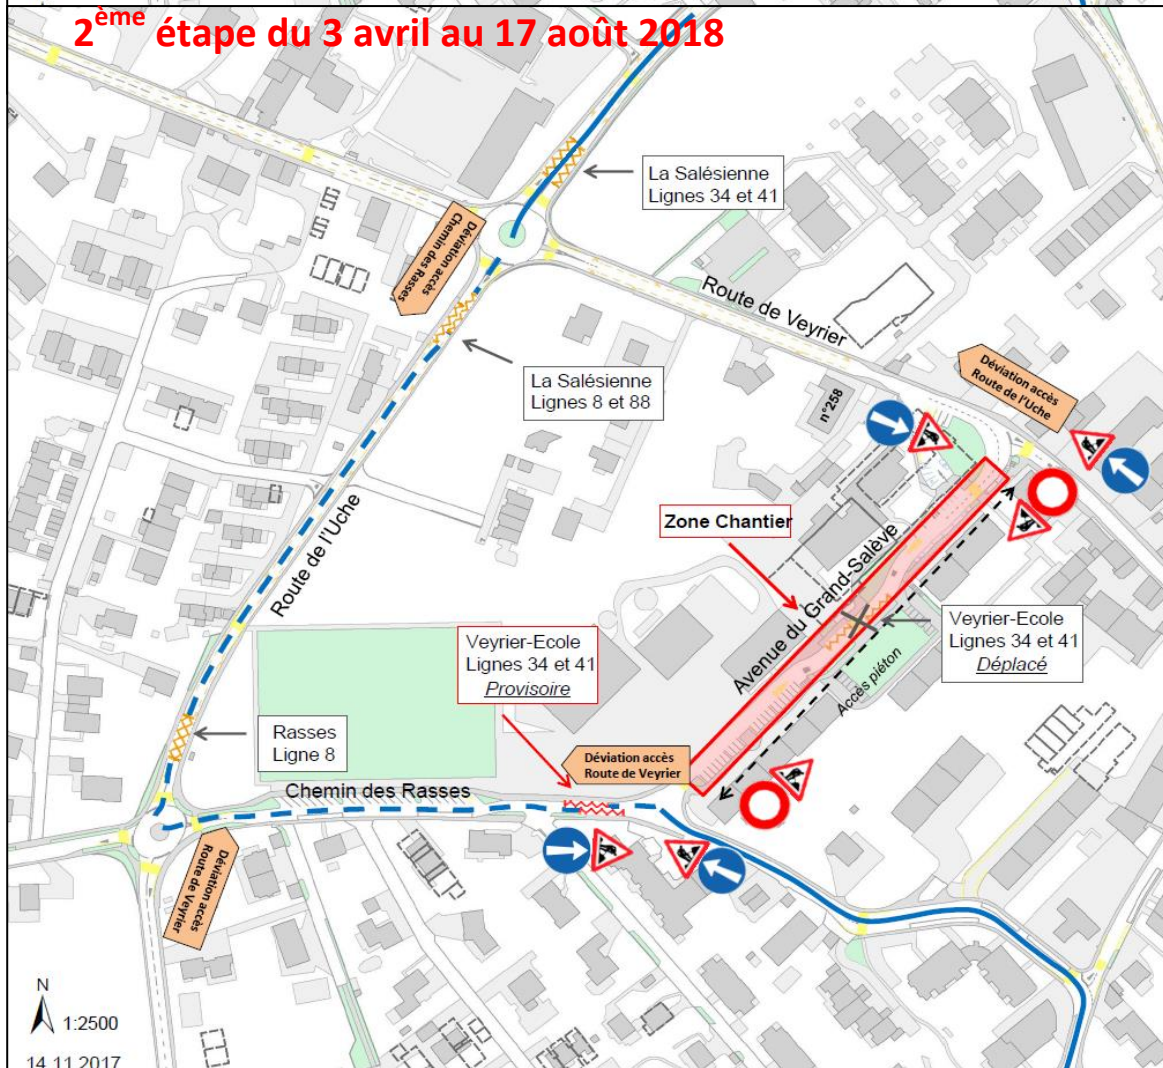 2ème étape du 3 avril au 17 août 2018
La Salésienne
Lignes 34 et 41
Déviation accès
Chemin des Rasses
Route de Veyrier
La Salésienne
Lignes 8 et 88
Déviation accès
Route de l'Uche
n°258
Zone Chantier
Route de l'Uche
Avenue du Grand-Salève
Veyrier-Ecole
Lignes 34 et 41
Déplacé
Veyrier-Ecole
Lignes 34 et 41
Provisoire
Accès piéton
Rasses
Ligne 8
Déviation accès
Route de Veyrier
Chemin des Rasses
Déviation accès
Route de Veyrier
N
1:2500
14.11.2017